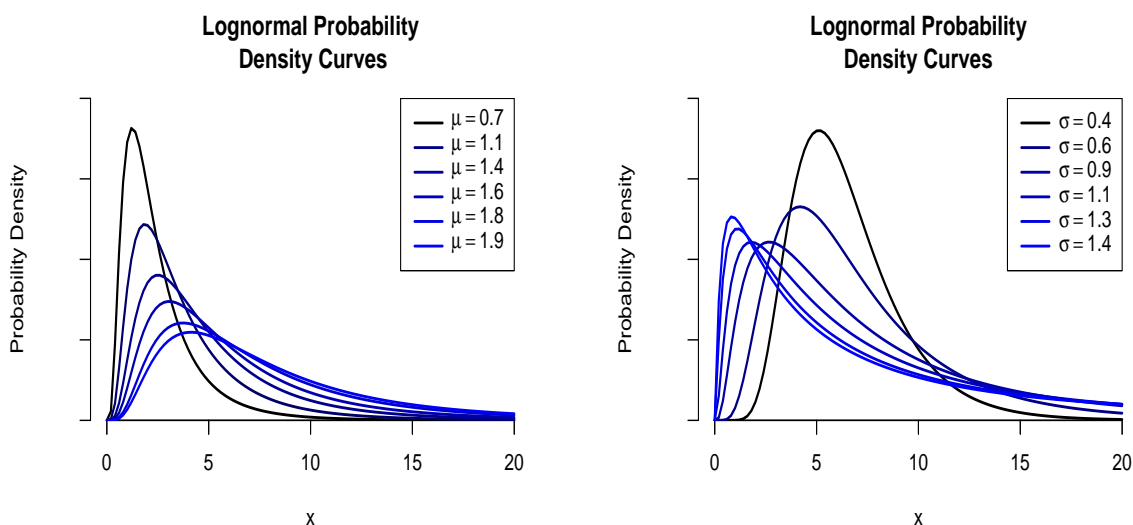 Lognormal Probability
Density Curves
Probability Density
μ = 0.7
μ = 1.1
μ = 1.4
μ = 1.6
μ = 1.8
μ = 1.9
0 5 10 15 20
x
Lognormal Probability
Density Curves
Probability Density
σ = 0.4
σ = 0.6
σ = 0.9
σ = 1.1
σ = 1.3
σ = 1.4
0 5 10 15 20
x